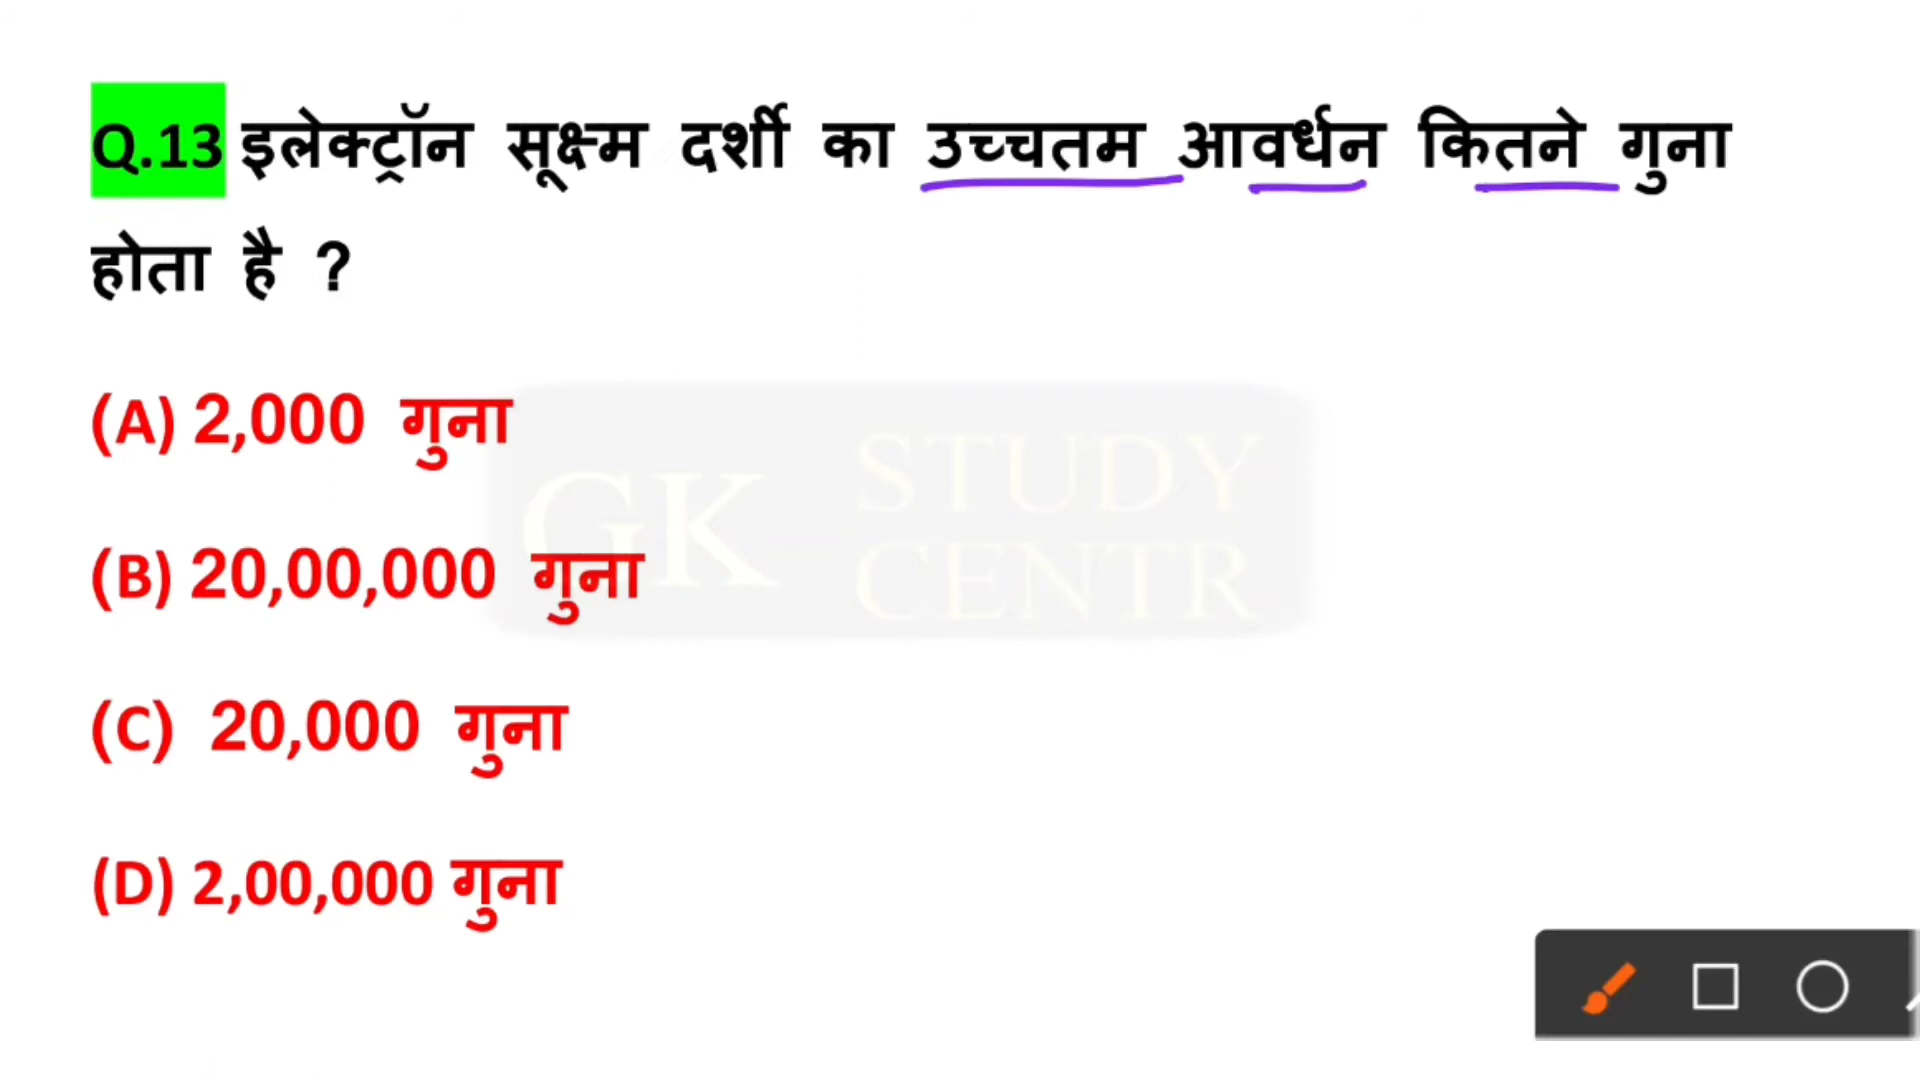 Q.13 इलेक्ट्रॉन सूक्ष्म दर्शी का उच्चतम आवर्धन कितने गुना
होता है ?
(A) 2,000 गुना
GK STUDY
CENTR
(B) 20,00,000 गुना
(C) 20,000 गुना
(D) 2,00,000 गुना